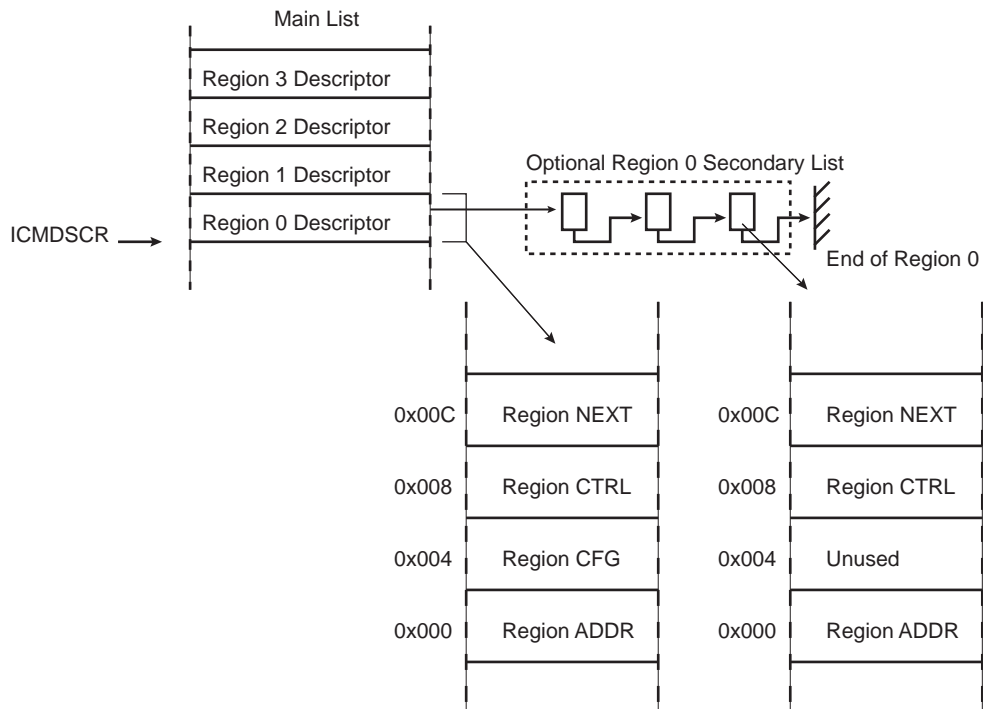 Main List
Region 3 Descriptor
Region 2 Descriptor
Region 1 Descriptor
Region 0 Descriptor
ICMDSCR
Optional Region 0 Secondary List
End of Region 0
0x00C Region NEXT
0x008 Region CTRL
0x004 Region CFG
0x000 Region ADDR
0x00C Region NEXT
0x008 Region CTRL
0x004 Unused
0x000 Region ADDR